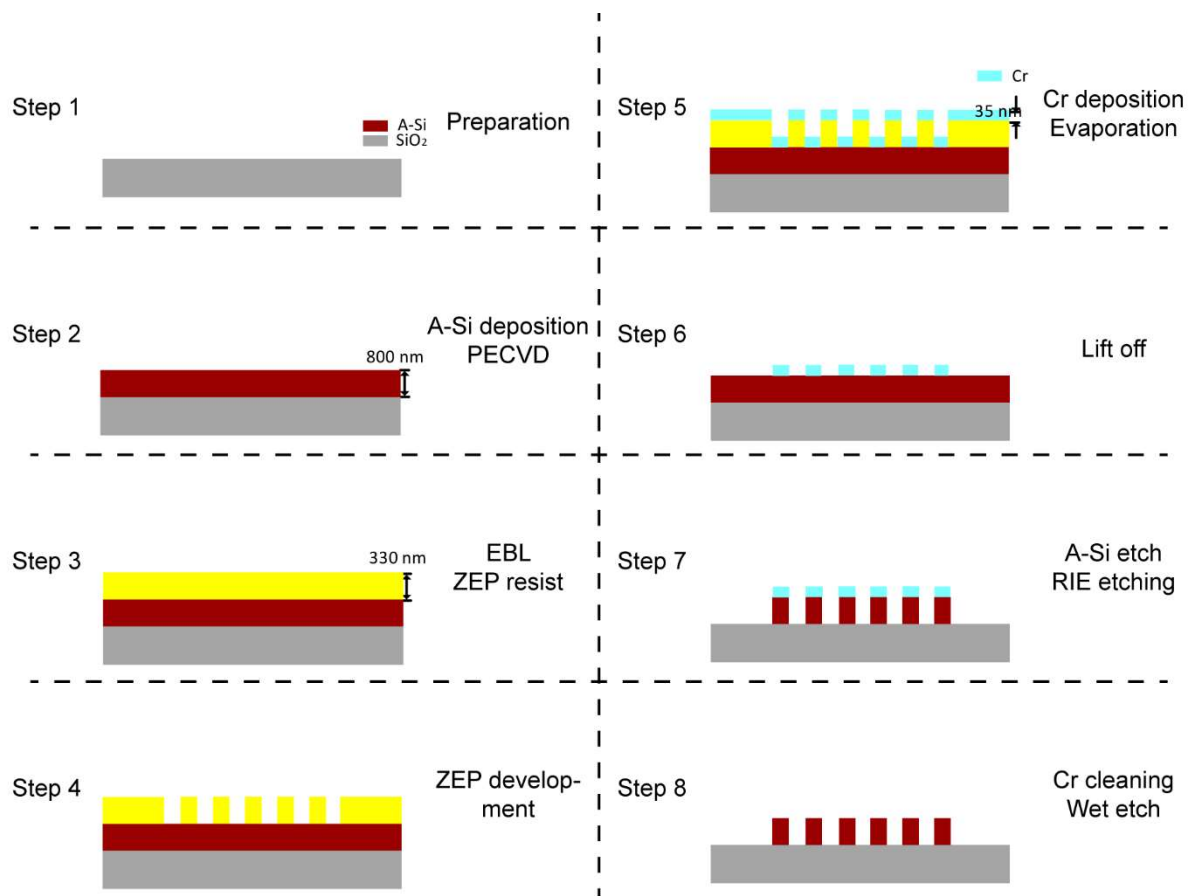 Step 1
A-Si
SiO₂
Preparation
Step 2
800 nm
A-Si deposition
PECVD
Step 3
330 nm
EBL
ZEP resist
Step 4
ZEP develop-
ment
Step 5
Cr
35 nm
Cr deposition
Evaporation
Step 6
Lift off
Step 7
A-Si etch
RIE etching
Step 8
Cr cleaning
Wet etch